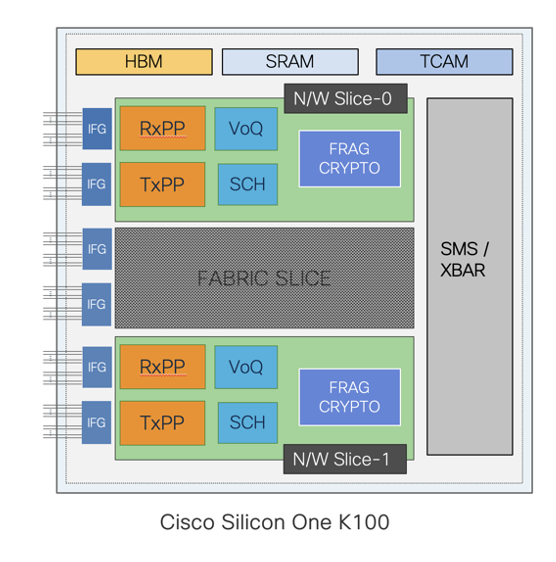 HBM
SRAM
TCAM
N/W Slice-0
IFG
RxPP
VoQ
FRAG
CRYPTO
IFG
TxPP
SCH
IFG
FABRIC SLICE
IFG
SMS /
XBAR
IFG
RxPP
VoQ
FRAG
CRYPTO
IFG
TxPP
SCH
N/W Slice-1
Cisco Silicon One K100